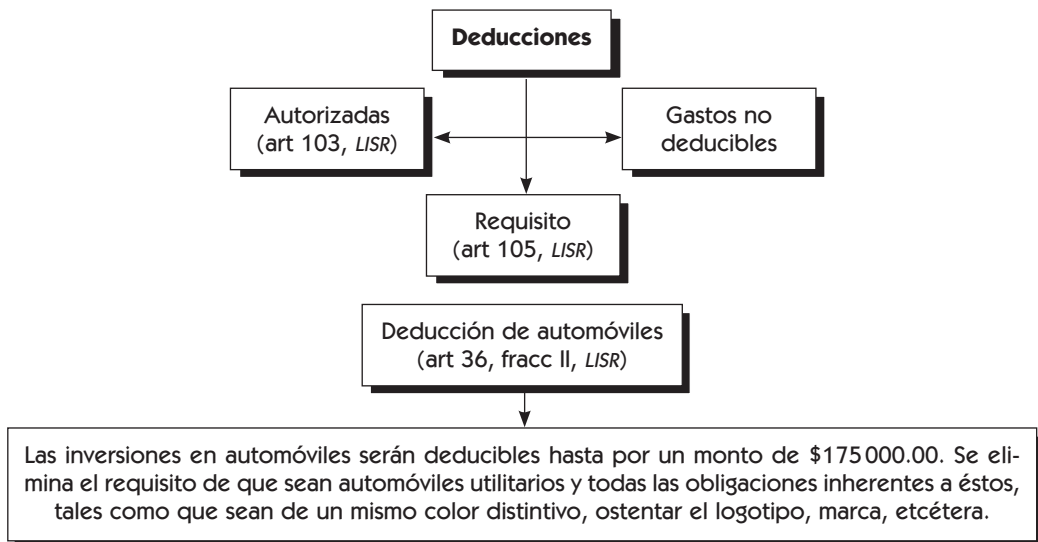 Deducciones
Autorizadas
(art 103, LISR)
Gastos no
deducibles
Requisito
(art 105, LISR)
Deducción de automóviles
(art 36, fracc II, LISR)
Las inversiones en automóviles serán deducibles hasta por un monto de $175 000.00. Se eli-
mina el requisito de que sean automóviles utilitarios y todas las obligaciones inherentes a éstos,
tales como que sean de un mismo color distintivo, ostentar el logotipo, marca, etcétera.